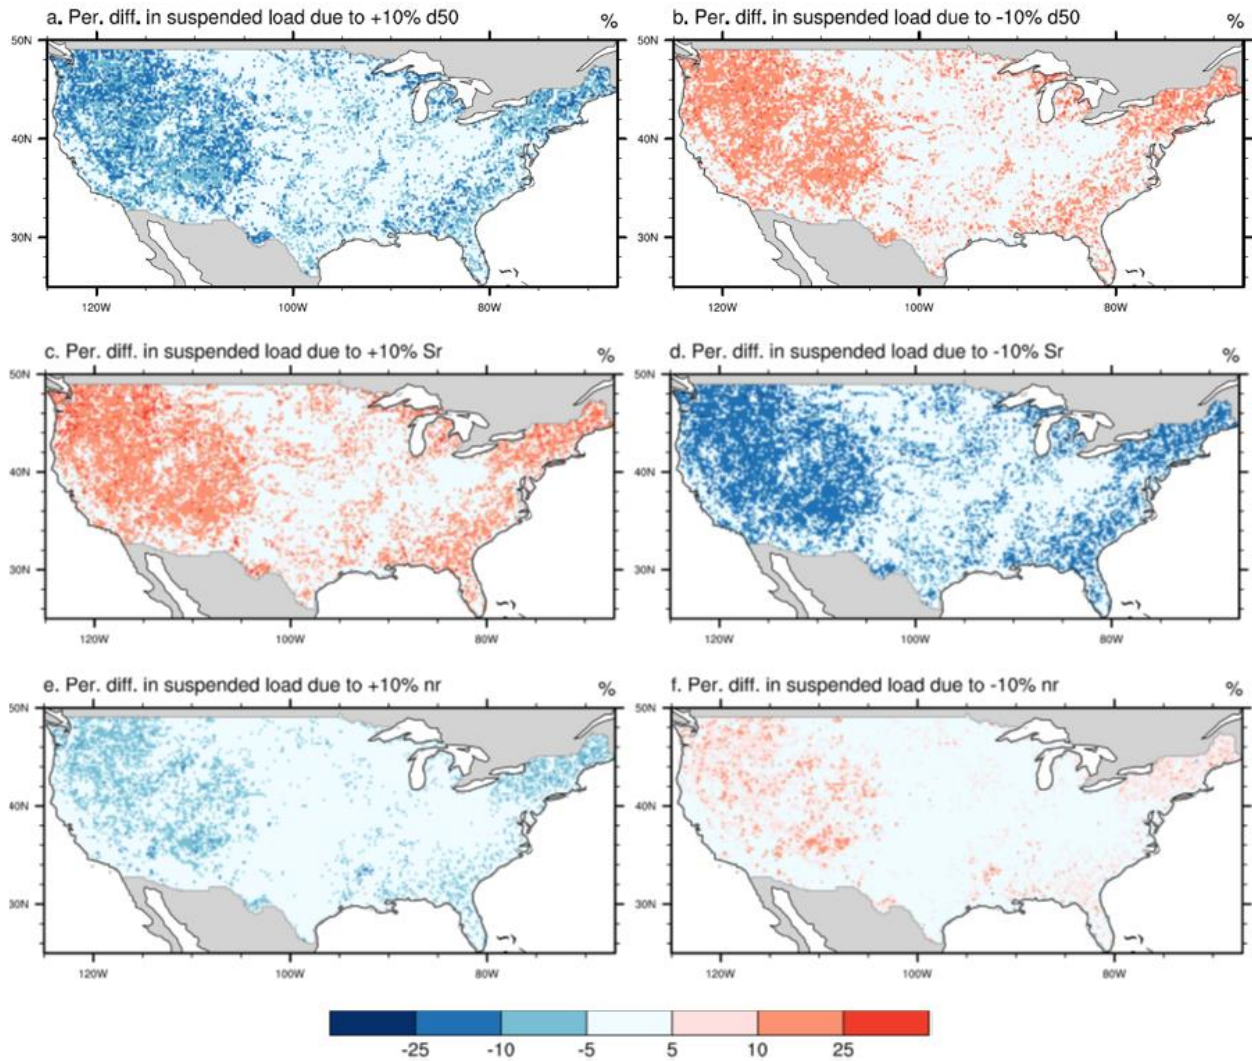 a. Per. diff. in suspended load due to +10% d50 %
b. Per. diff. in suspended load due to -10% d50 %
50N
40N
30N
120W 100W 80W
50N
40N
30N
120W 100W 80W
c. Per. diff. in suspended load due to +10% Sr %
d. Per. diff. in suspended load due to -10% Sr %
50N
40N
30N
120W 100W 80W
50N
40N
30N
120W 100W 80W
e. Per. diff. in suspended load due to +10% nr %
f. Per. diff. in suspended load due to -10% nr %
50N
40N
30N
120W 100W 80W
50N
40N
30N
120W 100W 80W
-25 -10 -5 5 10 25